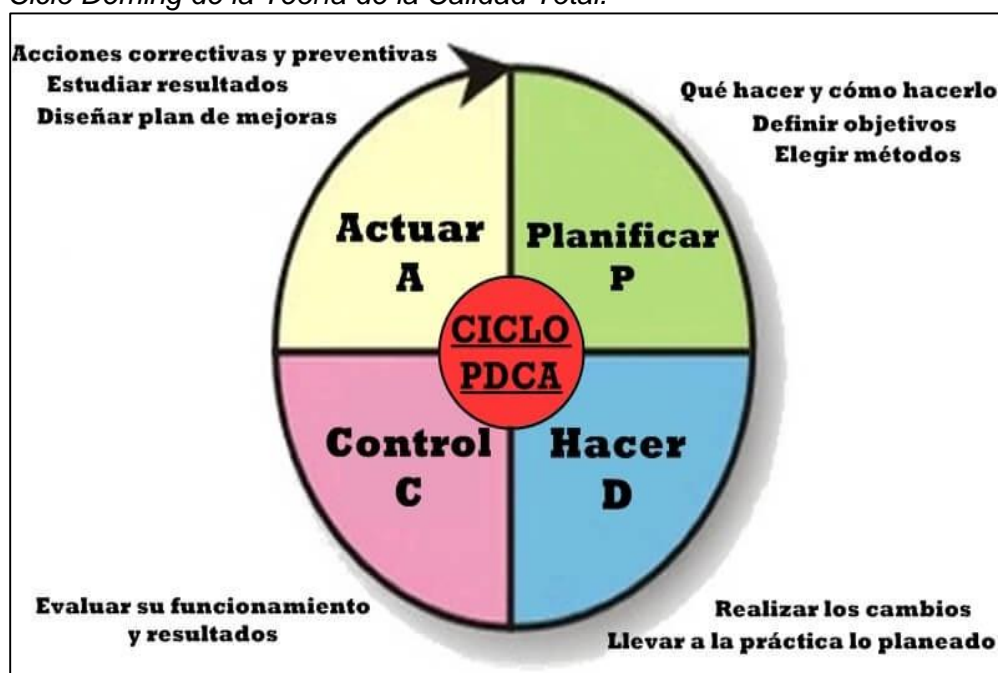 Ciclo Deming de la Teoría de la Calidad Total.
Acciones correctivas y preventivas
Estudiar resultados
Diseñar plan de mejoras
Qué hacer y cómo hacerlo
Definir objetivos
Elegir métodos
Actuar
A
Planificar
P
CICLO
PDCA
Control
C
Hacer
D
Evaluar su funcionamiento
y resultados
Realizar los cambios
Llevar a la práctica lo planeado